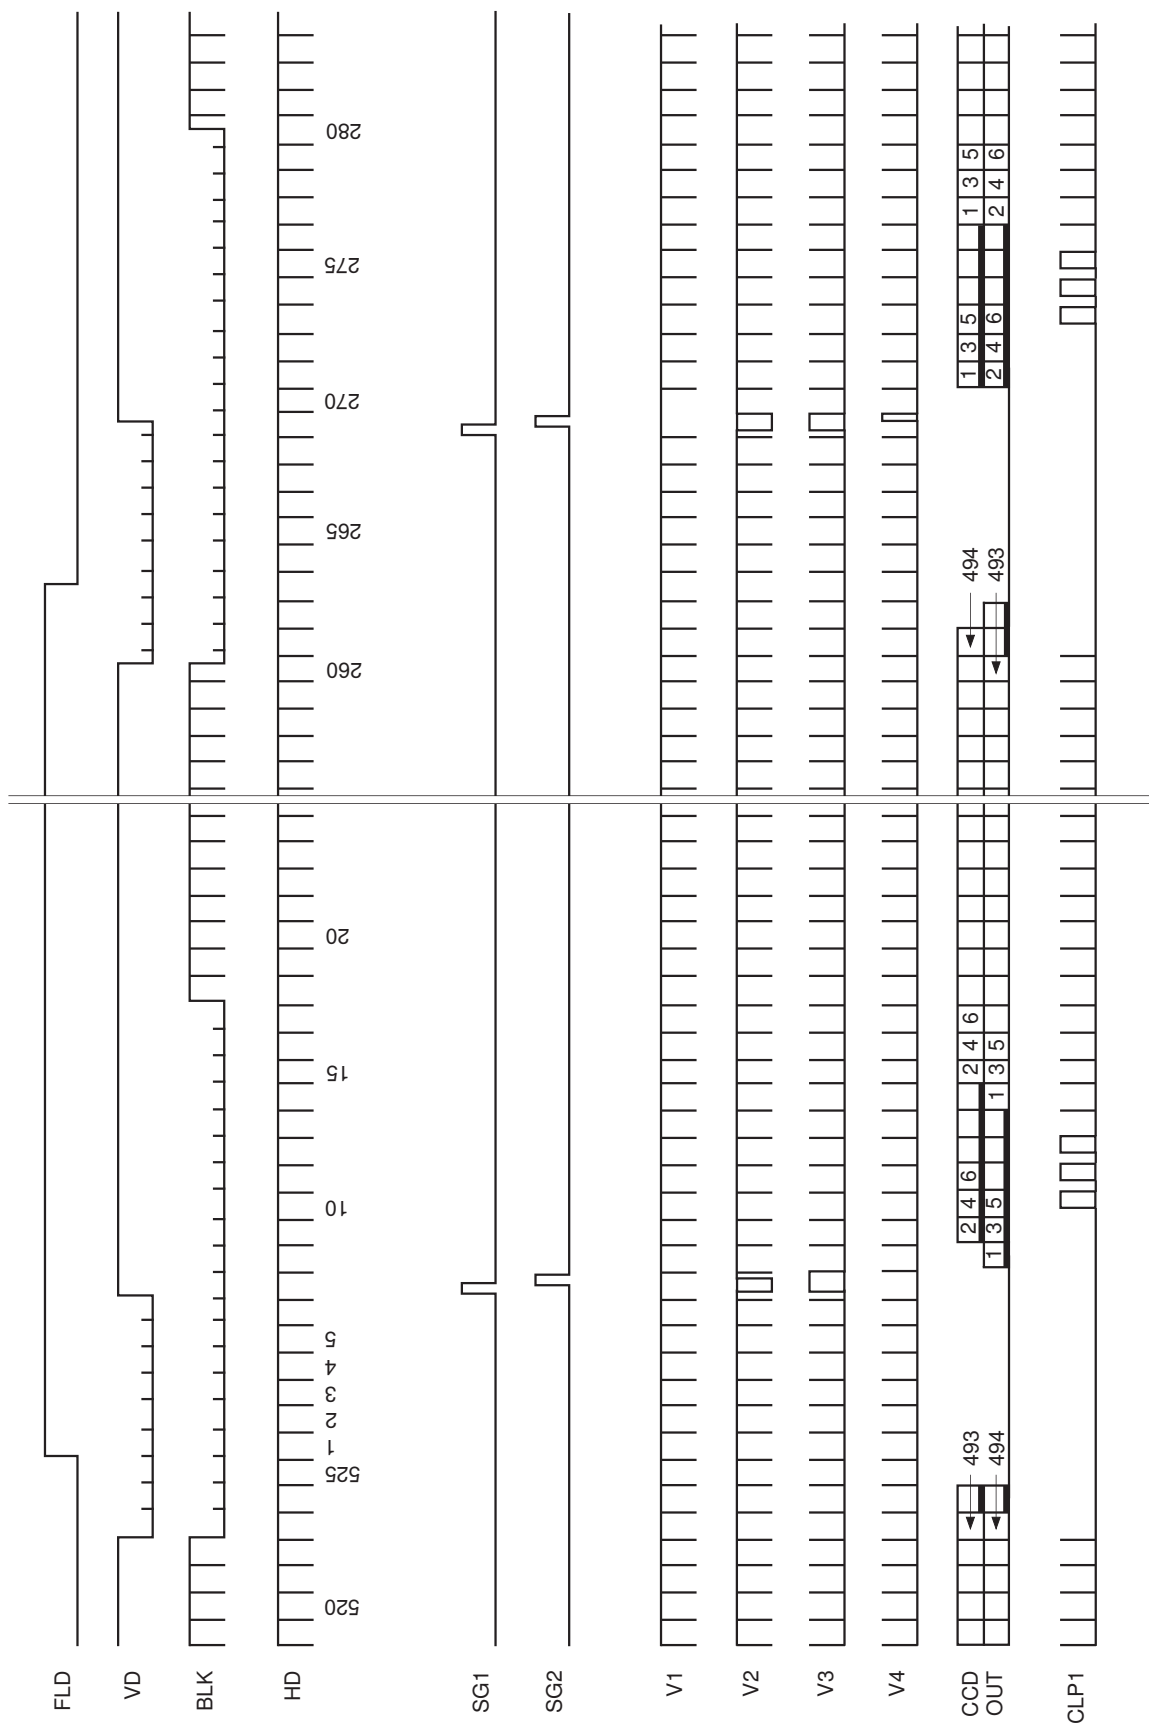 FLD
VD
BLK
HD
520 525 1 2 3 4 5 10 15 20 260 265 270 275 280
SG1
SG2
V1
V2
V3
V4
CCD 493 2 4 6 2 4 6 494 1 3 5 1 3 5
OUT 494 1 3 5 1 3 5 493 2 4 6 2 4 6
CLP1